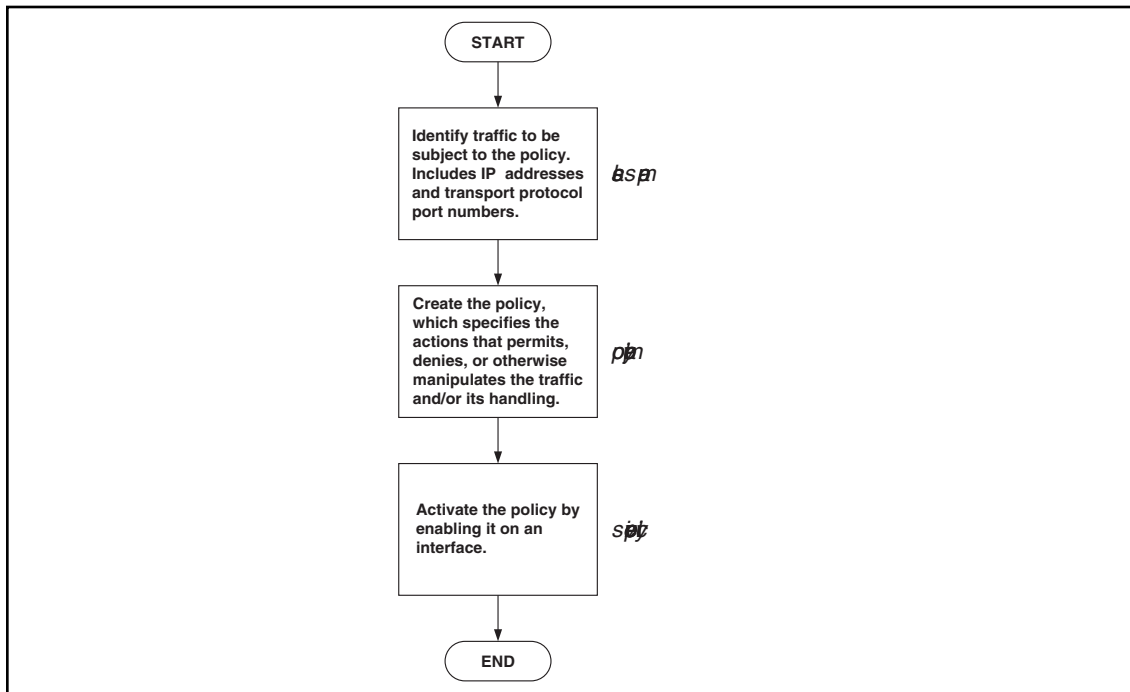 START
Identify traffic to be
subject to the policy.
Includes IP addresses
and transport protocol
port numbers.
Create the policy,
which specifies the
actions that permits,
denies, or otherwise
manipulates the traffic
and/or its handling.
Activate the policy by
enabling it on an
interface.
END